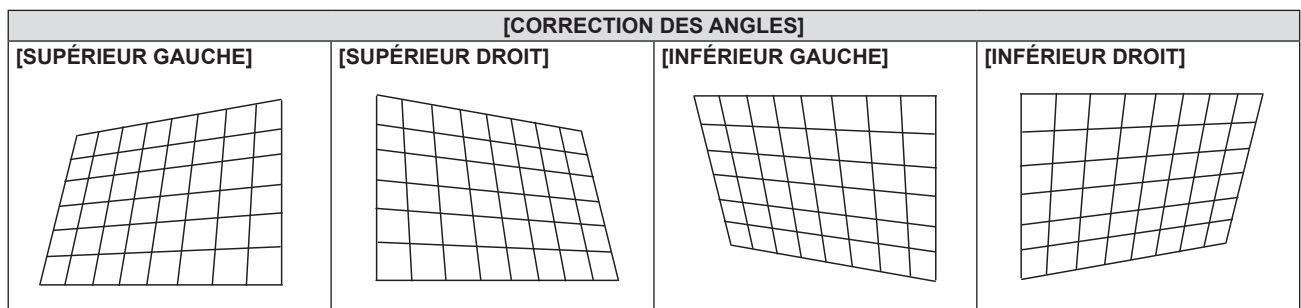 [CORRECTION DES ANGLES]
[SUPÉRIEUR GAUCHE] [SUPÉRIEUR DROIT] [INFÉRIEUR GAUCHE] [INFÉRIEUR DROIT]